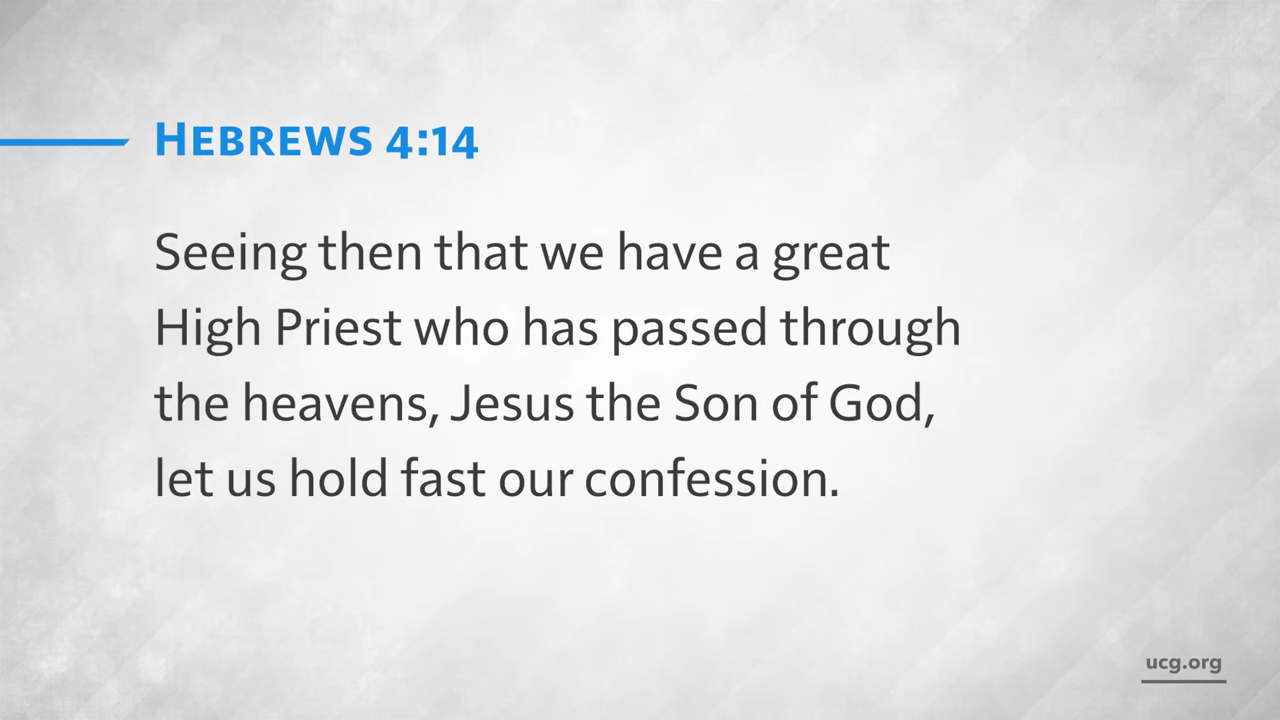 Hebrews 4:14
Seeing then that we have a great
High Priest who has passed through
the heavens, Jesus the Son of God,
let us hold fast our confession.
ucg.org